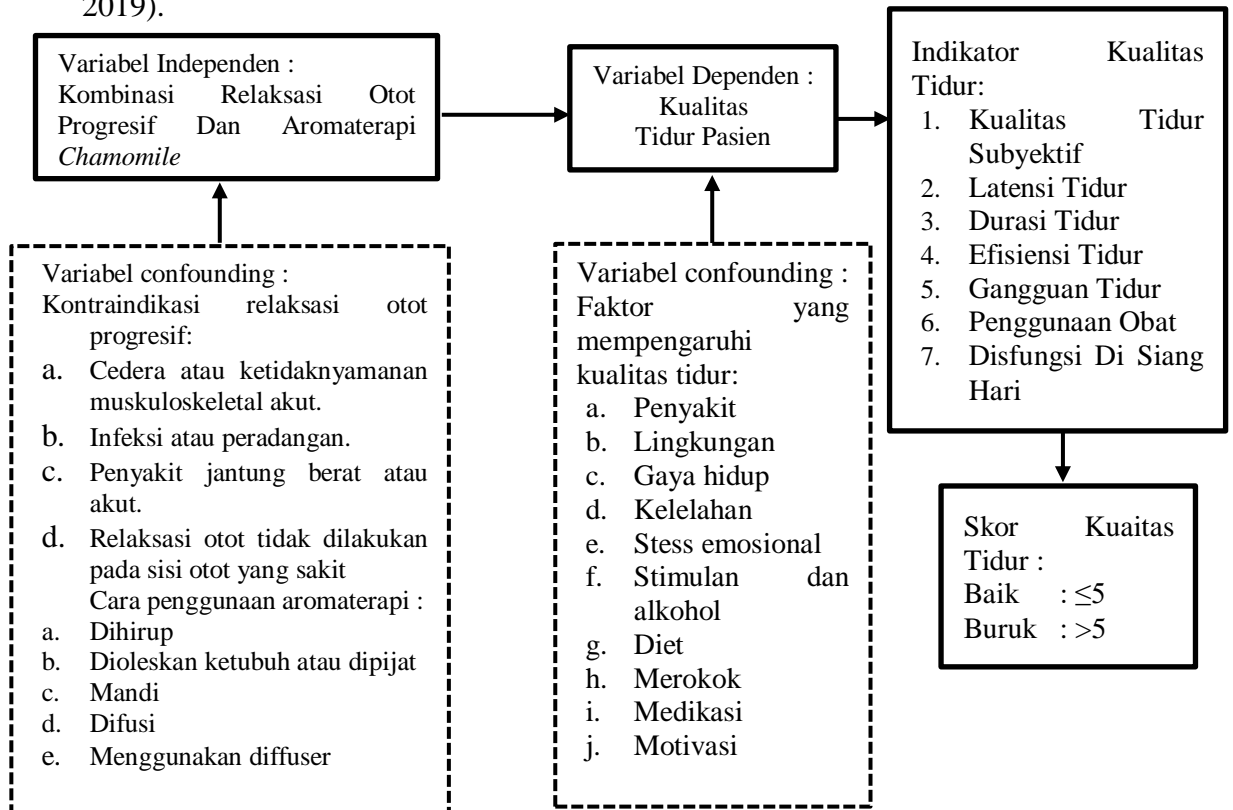 2019).
Variabel Independen :
Kombinasi Relaksasi Otot
Progresif Dan Aromaterapi
Chamomile
Variabel Dependen :
Kualitas
Tidur Pasien
Indikator Kualitas
Tidur:
1. Kualitas Tidur
Subyektif
2. Latensi Tidur
3. Durasi Tidur
4. Efisiensi Tidur
5. Gangguan Tidur
6. Penggunaan Obat
7. Disfungsi Di Siang
Hari
Variabel confounding :
Kontraindikasi relaksasi otot
progresif:
a. Cedera atau ketidaknyamanan
muskuloskeletal akut.
b. Infeksi atau peradangan.
c. Penyakit jantung berat atau
akut.
d. Relaksasi otot tidak dilakukan
pada sisi otot yang sakit
Cara penggunaan aromaterapi :
a. Dihirup
b. Dioleskan ketubuh atau dipijat
c. Mandi
d. Difusi
e. Menggunakan diffuser
Variabel confounding :
Faktor yang
mempengaruhi
kualitas tidur:
a. Penyakit
b. Lingkungan
c. Gaya hidup
d. Kelelahan
e. Stess emosional
f. Stimulan dan
alkohol
g. Diet
h. Merokok
i. Medikasi
j. Motivasi
Skor Kuaitas
Tidur :
Baik : ≤5
Buruk : >5